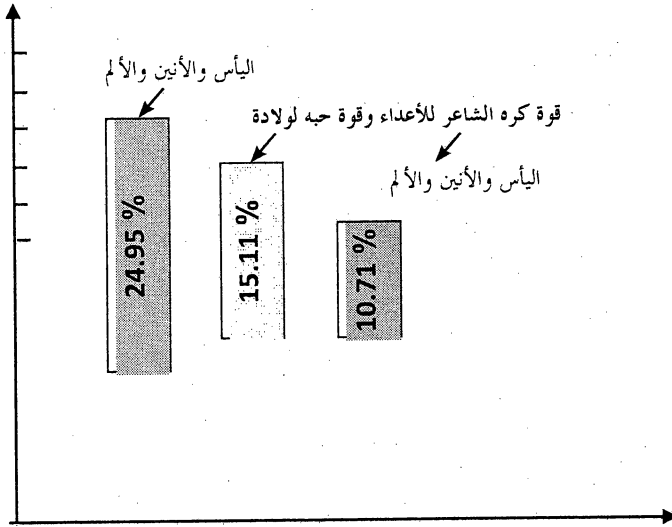 اليأس والأنين والألم
قوة كره الشاعر للأعداء وقوة حبه لولادة
اليأس والأنين والألم
24.95 %
15.11 %
10.71 %